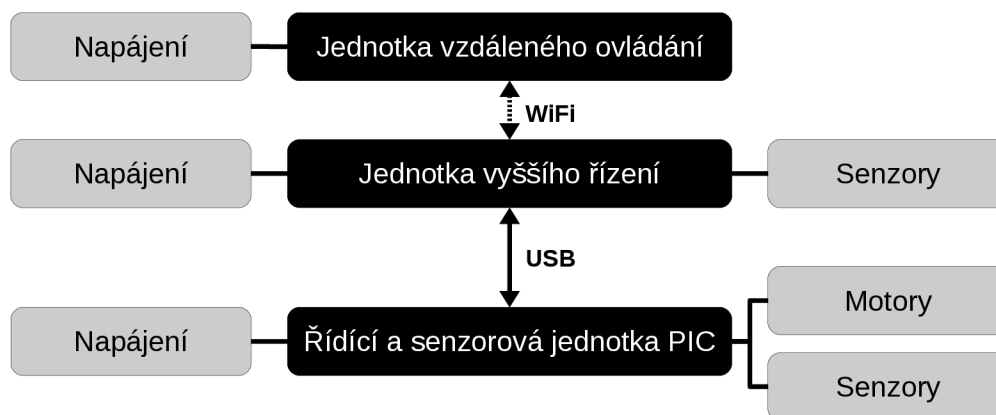 Napájení
Jednotka vzdáleného ovládání
WiFi
Napájení
Jednotka vyššího řízení
Senzory
USB
Motory
Napájení
Řídící a senzorová jednotka PIC
Senzory